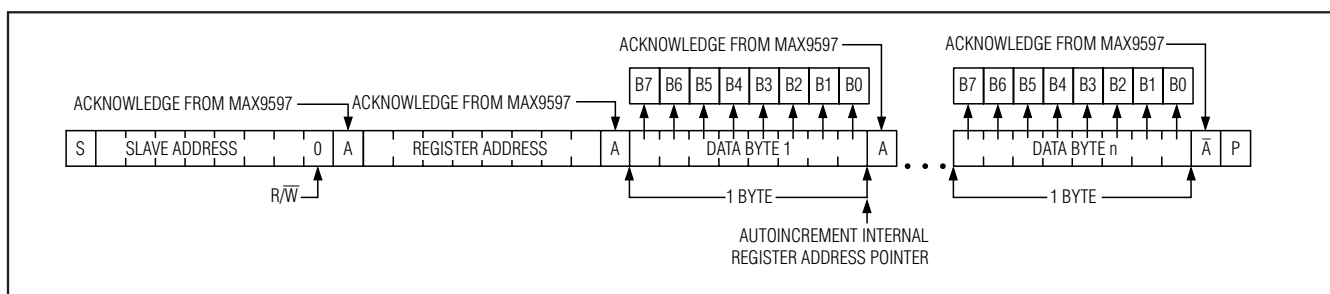 ACKNOWLEDGE FROM MAX9597 ACKNOWLEDGE FROM MAX9597
B7 B6 B5 B4 B3 B2 B1 B0 B7 B6 B5 B4 B3 B2 B1 B0
ACKNOWLEDGE FROM MAX9597 ACKNOWLEDGE FROM MAX9597
S SLAVE ADDRESS 0 A REGISTER ADDRESS A DATA BYTE 1 A ••• DATA BYTE n A̅ P
R/W̅ 1 BYTE 1 BYTE
AUTOINCREMENT INTERNAL
REGISTER ADDRESS POINTER